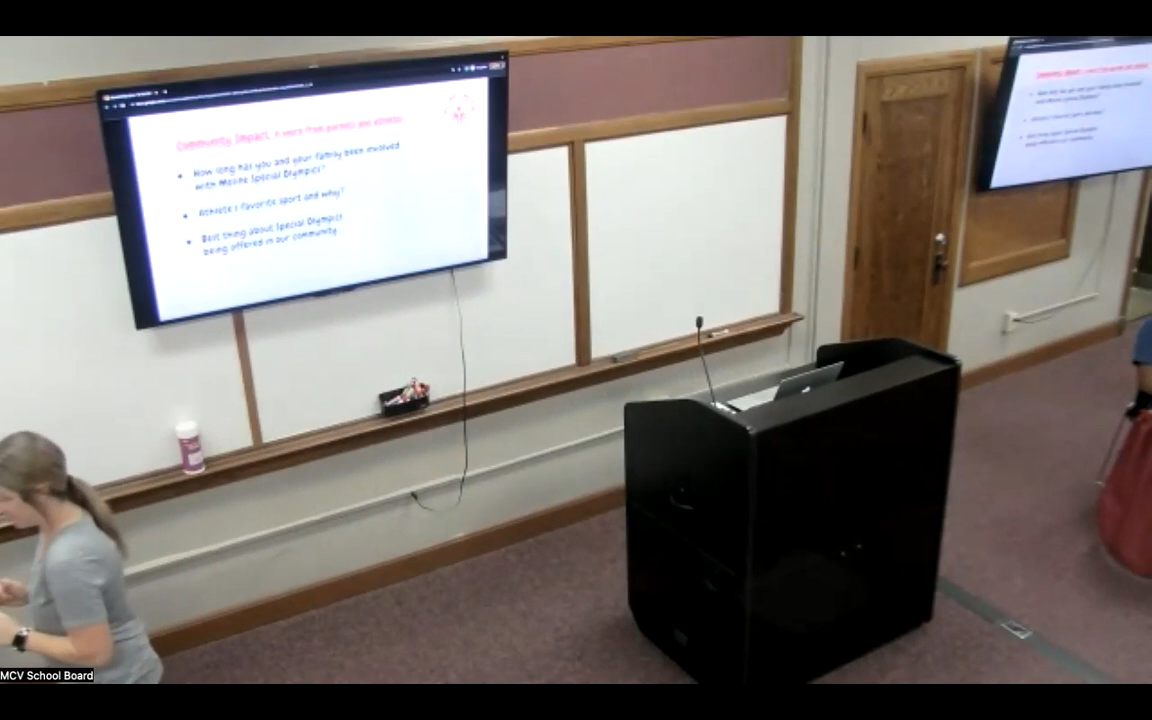 Community Impact, a word from parents and athletes
How long has you and your family been involved
with Moline Special Olympics?
Athlete's favorite sport and why?
Best thing about Special Olympics
being offered in our community.
MCV School Board